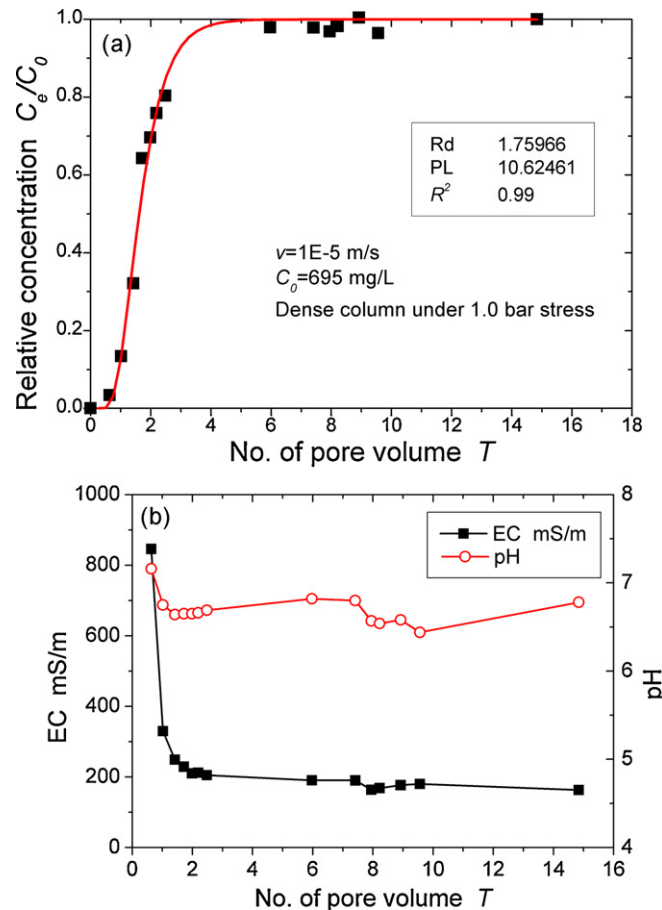 (a)
Relative concentration C_e/C_0
1.0
0.8
0.6
0.4
0.2
0.0
Rd 1.75966
PL 10.62461
R² 0.99
v=1E-5 m/s
C_0=695 mg/L
Dense column under 1.0 bar stress
0 2 4 6 8 10 12 14 16 18
No. of pore volume T
(b)
EC mS/m
1000
800
600
400
200
0
EC mS/m
pH
8
7
6
5
4
pH
0 2 4 6 8 10 12 14 16
No. of pore volume T